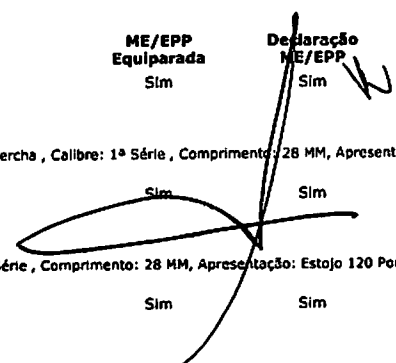 ME/EPP Declaração
Equiparada ME/EPP
Sim Sim
ercha , Calibre: 1ª Série , Comprimento: 28 MM, Apresent
Sim Sim
Série , Comprimento: 28 MM, Apresentação: Estojo 120 Po
Sim Sim